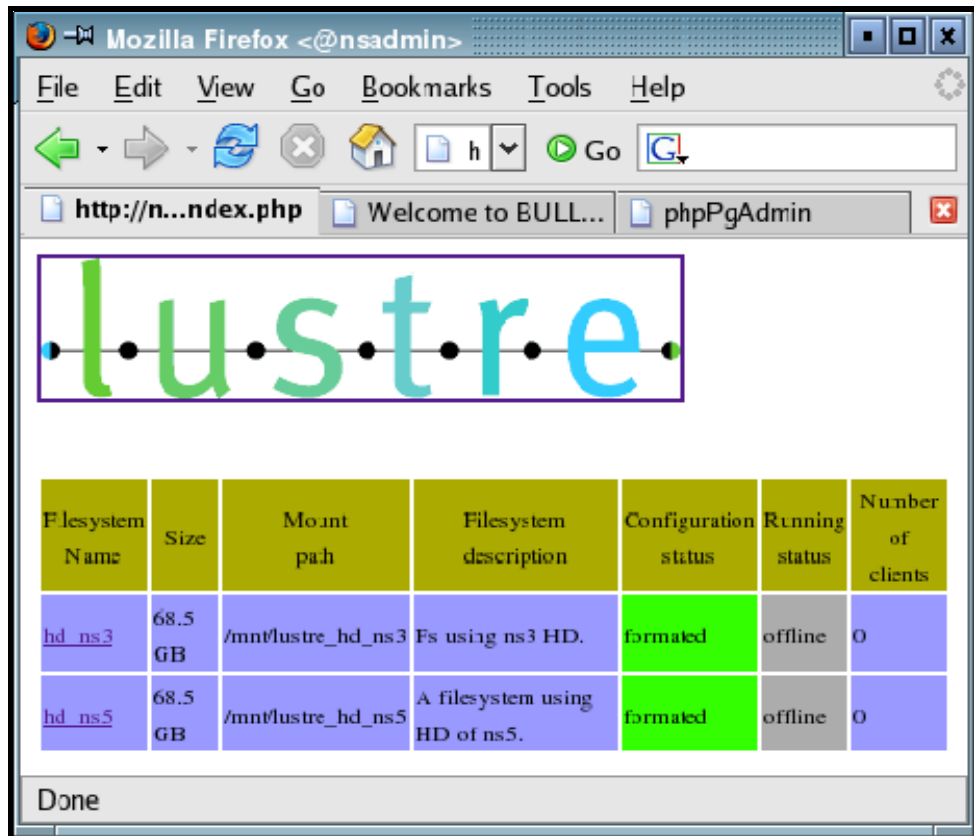 Mozilla Firefox <@nsadmin>
File Edit View Go Bookmarks Tools Help
h Go G
http://n...ndex.php Welcome to BULL... phpPgAdmin
lustre
Filesystem Name Size Mount path Filesystem description Configuration status Running status Number of clients
hd_ns3 68.5 GB /mnt/lustre_hd_ns3 Fs using ns3 HD. formated offline 0
hd_ns5 68.5 GB /mnt/lustre_hd_ns5 A filesystem using HD of ns5. formated offline 0
Done